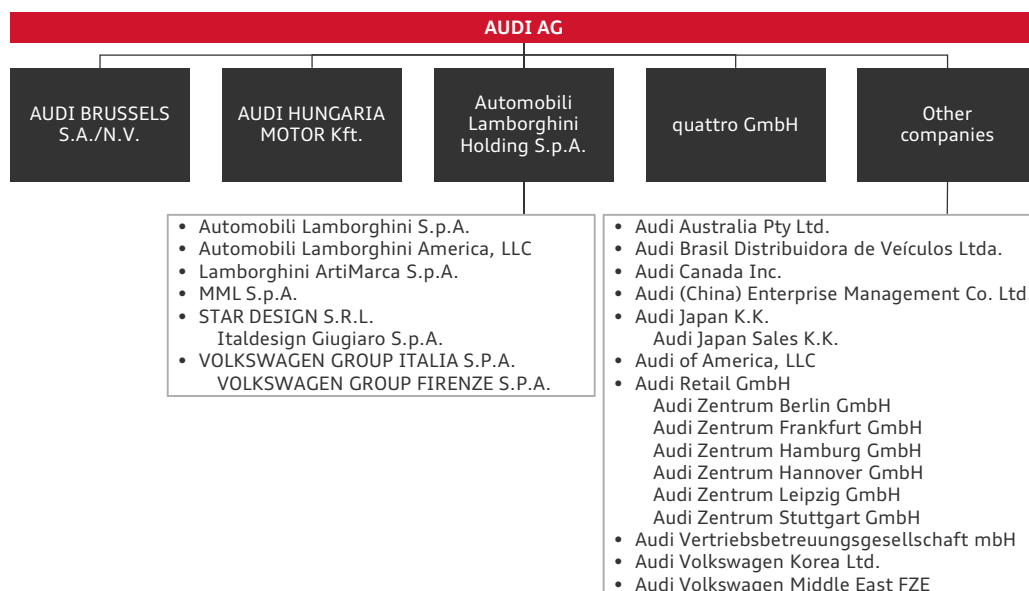 AUDI AG
AUDI BRUSSELS
S.A./N.V.
AUDI HUNGARIA
MOTOR Kft.
Automobili
Lamborghini
Holding S.p.A.
quattro GmbH
Other
companies
• Automobili Lamborghini S.p.A.
• Automobili Lamborghini America, LLC
• Lamborghini ArtiMarca S.p.A.
• MML S.p.A.
• STAR DESIGN S.R.L.
Italdesign Giugiaro S.p.A.
• VOLKSWAGEN GROUP ITALIA S.P.A.
VOLKSWAGEN GROUP FIRENZE S.P.A.
• Audi Australia Pty Ltd.
• Audi Brasil Distribuidora de Veículos Ltda.
• Audi Canada Inc.
• Audi (China) Enterprise Management Co. Ltd.
• Audi Japan K.K.
Audi Japan Sales K.K.
• Audi of America, LLC
• Audi Retail GmbH
Audi Zentrum Berlin GmbH
Audi Zentrum Frankfurt GmbH
Audi Zentrum Hamburg GmbH
Audi Zentrum Hannover GmbH
Audi Zentrum Leipzig GmbH
Audi Zentrum Stuttgart GmbH
• Audi Vertriebsbetreuungsgesellschaft mbH
• Audi Volkswagen Korea Ltd.
• Audi Volkswagen Middle East FZE